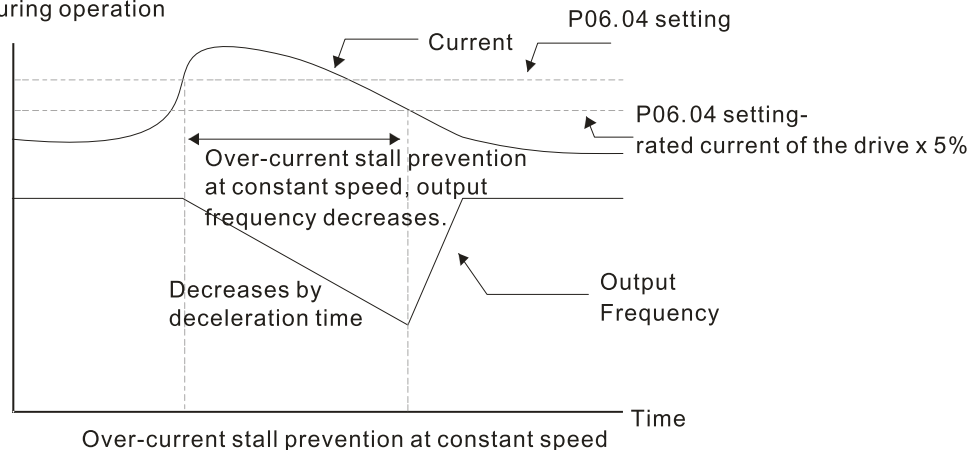 uring operation
P06.04 setting
Current
P06.04 setting-
rated current of the drive x 5%
Over-current stall prevention
at constant speed, output
frequency decreases.
Decreases by
deceleration time
Output
Frequency
Time
Over-current stall prevention at constant speed